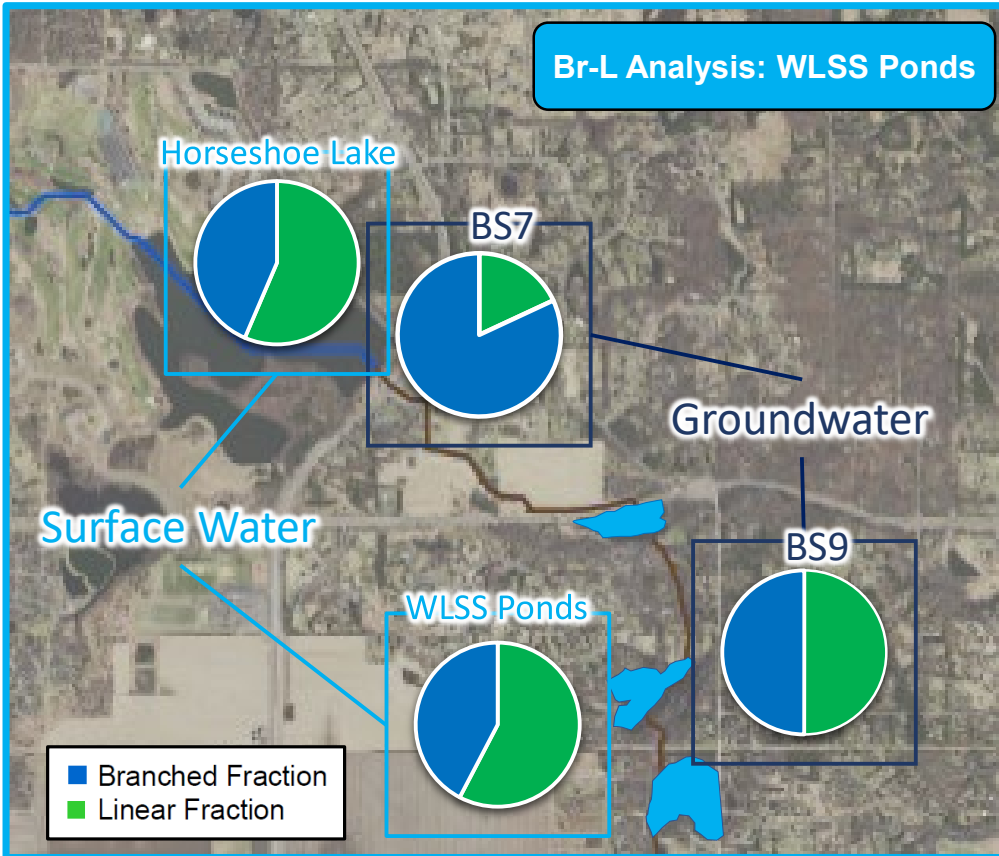 Br-L Analysis: WLSS Ponds
Horseshoe Lake
BS7
Groundwater
Surface Water
BS9
WLSS Ponds
Branched Fraction
Linear Fraction